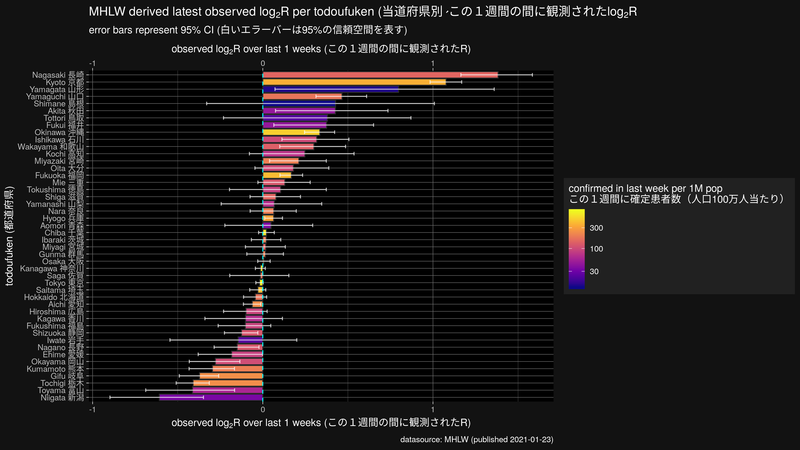 MHLW derived latest observed log₂R per todoufuken (当道府県別 この１週間の間に観測されたlog₂R
error bars represent 95% CI (白いエラーバーは95%の信頼空間を表す)
observed log₂R over last 1 weeks (この１週間の間に観測されたR)
-1 0 1
todoufuken (都道府県)
Nagasaki 長崎
Kyoto 京都
Yamagata 山形
Yamaguchi 山口
Shimane 島根
Akita 秋田
Tottori 鳥取
Fukui 福井
Okinawa 沖縄
Ishikawa 石川
Wakayama 和歌山
Kochi 高知
Miyazaki 宮崎
Oita 大分
Fukuoka 福岡
Mie 三重
Tokushima 徳島
Shiga 滋賀
Yamanashi 山梨
Nara 奈良
Hyogo 兵庫
Aomori 青森
Chiba 千葉
Ibaraki 茨城
Miyagi 宮城
Gunma 群馬
Osaka 大阪
Kanagawa 神奈川
Saga 佐賀
Tokyo 東京
Saitama 埼玉
Hokkaido 北海道
Aichi 愛知
Hiroshima 広島
Kagawa 香川
Fukushima 福島
Shizuoka 静岡
Iwate 岩手
Nagano 長野
Ehime 愛媛
Okayama 岡山
Kumamoto 熊本
Gifu 岐阜
Tochigi 栃木
Toyama 富山
Niigata 新潟
-1 0 1
observed log₂R over last 1 weeks (この１週間の間に観測されたR)
confirmed in last week per 1M pop
この１週間に確定患者数（人口100万人当たり）
300
100
30
datasource: MHLW (published 2021-01-23)